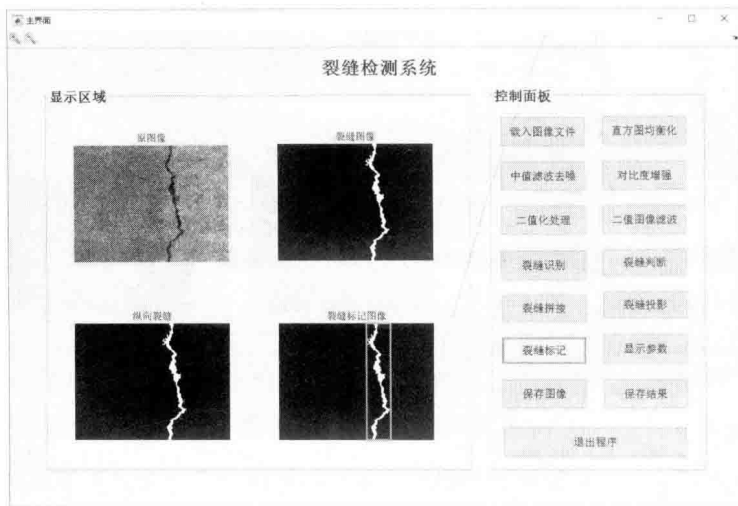 主界面
裂缝检测系统
显示区域
原图像
裂缝图像
纵向裂缝
裂缝标记图像
控制面板
载入图像文件
直方图均衡化
中值滤波去噪
对比度增强
二值化处理
二值图像滤波
裂缝识别
裂缝判断
裂缝拼接
裂缝投影
裂缝标记
显示参数
保存图像
保存结果
退出程序